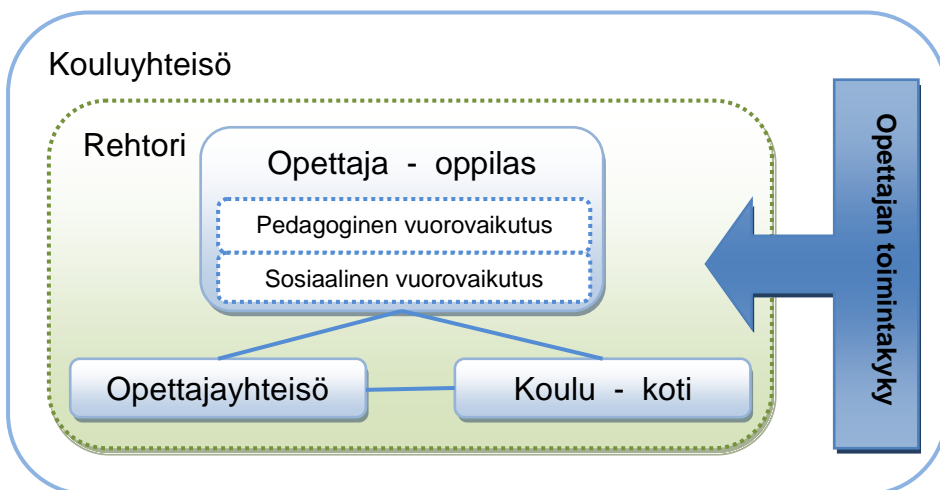 Kouluyhteisö
Rehtori
Opettaja - oppilas
Pedagoginen vuorovaikutus
Sosiaalinen vuorovaikutus
Opettajayhteisö
Koulu - koti
Opettajan toimintakyky